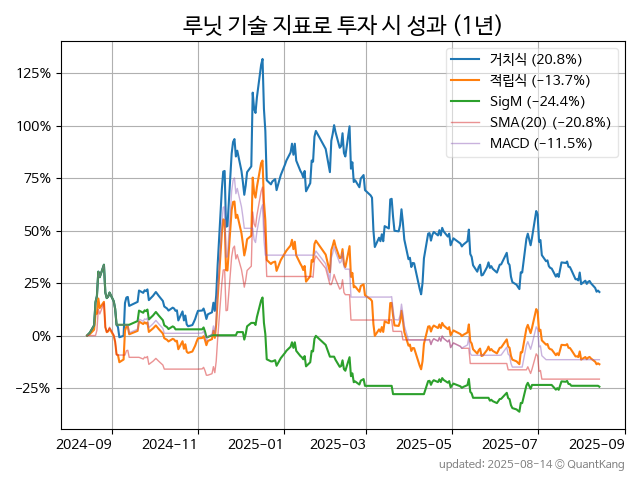 루닛 기술 지표로 투자 시 성과 (1년)
거치식 (20.8%)
적립식 (−13.7%)
SigM (−24.4%)
SMA(20) (−20.8%)
MACD (−11.5%)
125%
100%
75%
50%
25%
0%
−25%
2024-09 2024-11 2025-01 2025-03 2025-05 2025-07 2025-09
updated: 2025-08-14 © QuantKang